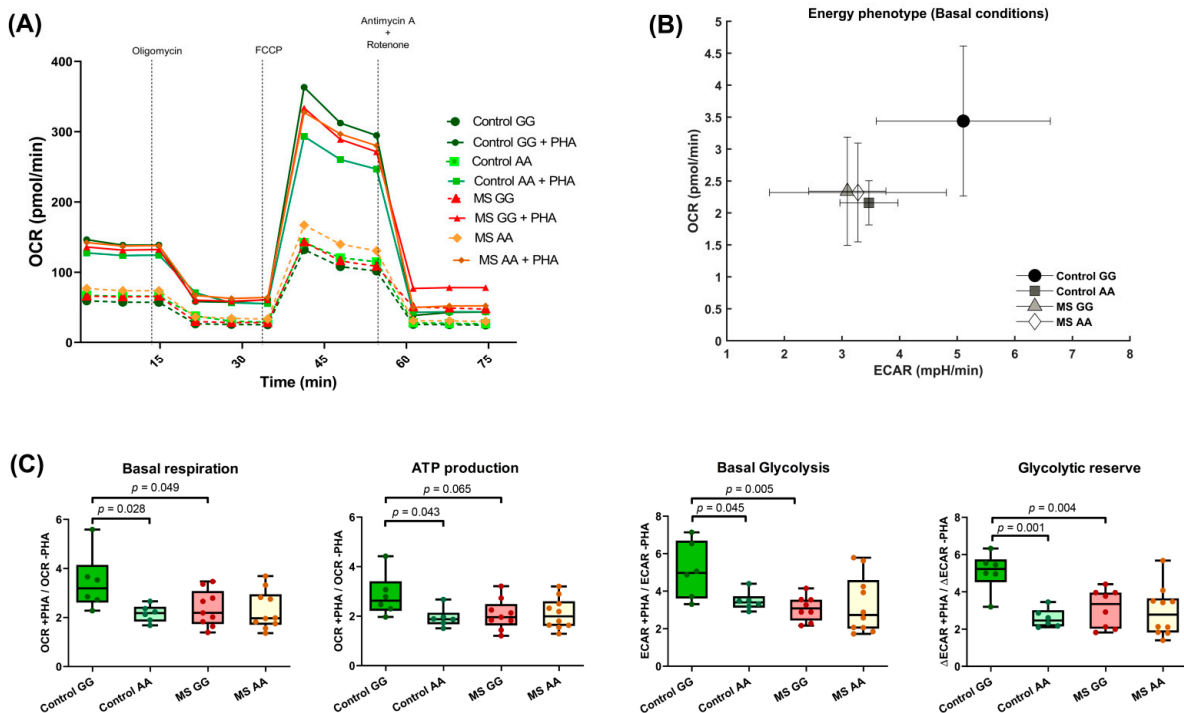 (A)
Oligomycin
FCCP
Antimycin A
+
Rotenone
OCR (pmol/min)
400
300
200
100
0
15
30
45
60
75
Time (min)
Control GG
Control GG + PHA
Control AA
Control AA + PHA
MS GG
MS GG + PHA
MS AA
MS AA + PHA
(B)
Energy phenotype (Basal conditions)
OCR (pmol/min)
5
4.5
4
3.5
3
2.5
2
1.5
1
0.5
0
1
2
3
4
5
6
7
8
ECAR (mpH/min)
Control GG
Control AA
MS GG
MS AA
(C)
Basal respiration
p = 0.049
p = 0.028
OCR +PHA / OCR -PHA
6
4
2
0
Control GG
Control AA
MS GG
MS AA
ATP production
p = 0.065
p = 0.043
OCR +PHA / OCR -PHA
6
4
2
0
Control GG
Control AA
MS GG
MS AA
Basal Glycolysis
p = 0.005
p = 0.045
ECAR +PHA / ECAR -PHA
8
6
4
2
0
Control GG
Control AA
MS GG
MS AA
Glycolytic reserve
p = 0.004
p = 0.001
ΔECAR +PHA / ΔECAR -PHA
8
6
4
2
0
Control GG
Control AA
MS GG
MS AA